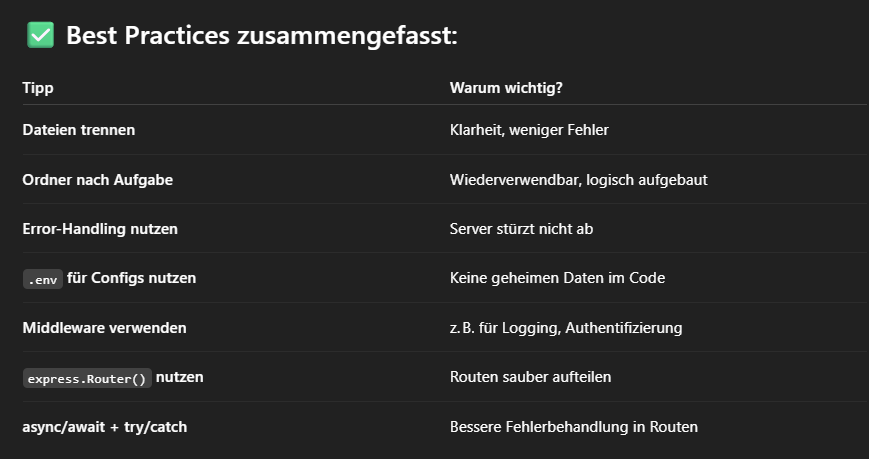 ✅ Best Practices zusammengefasst:
Tipp Warum wichtig?
Dateien trennen Klarheit, weniger Fehler
Ordner nach Aufgabe Wiederverwendbar, logisch aufgebaut
Error-Handling nutzen Server stürzt nicht ab
.env für Configs nutzen Keine geheimen Daten im Code
Middleware verwenden z. B. für Logging, Authentifizierung
express.Router() nutzen Routen sauber aufteilen
async/await + try/catch Bessere Fehlerbehandlung in Routen